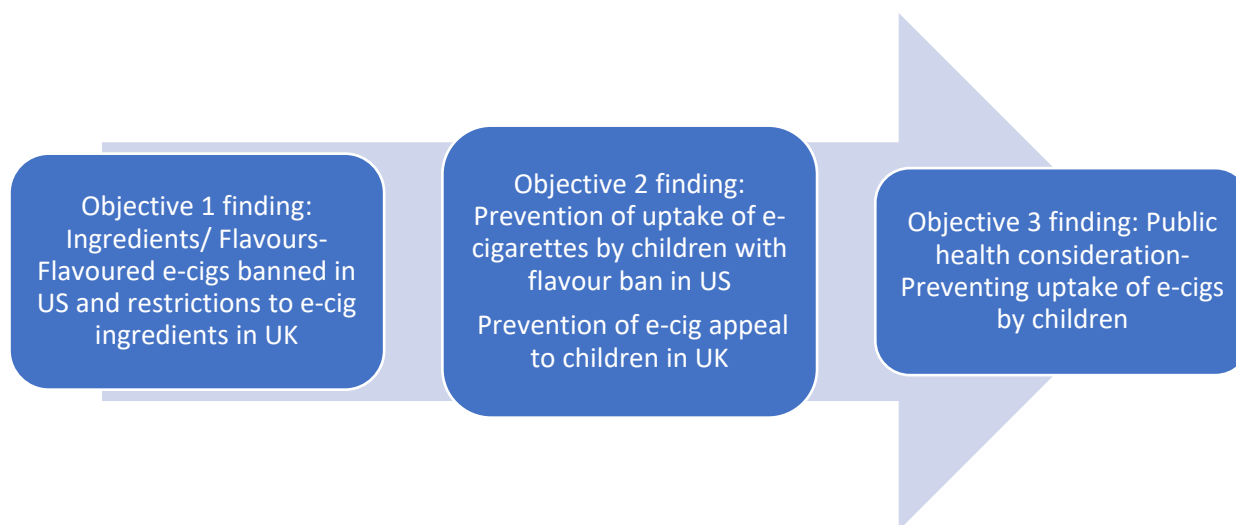 Objective 1 finding:
Ingredients/ Flavours-
Flavoured e-cigs banned in
US and restrictions to e-cig
ingredients in UK
Objective 2 finding:
Prevention of uptake of e-
cigarettes by children with
flavour ban in US
Prevention of e-cig appeal
to children in UK
Objective 3 finding: Public
health consideration-
Preventing uptake of e-cigs
by children